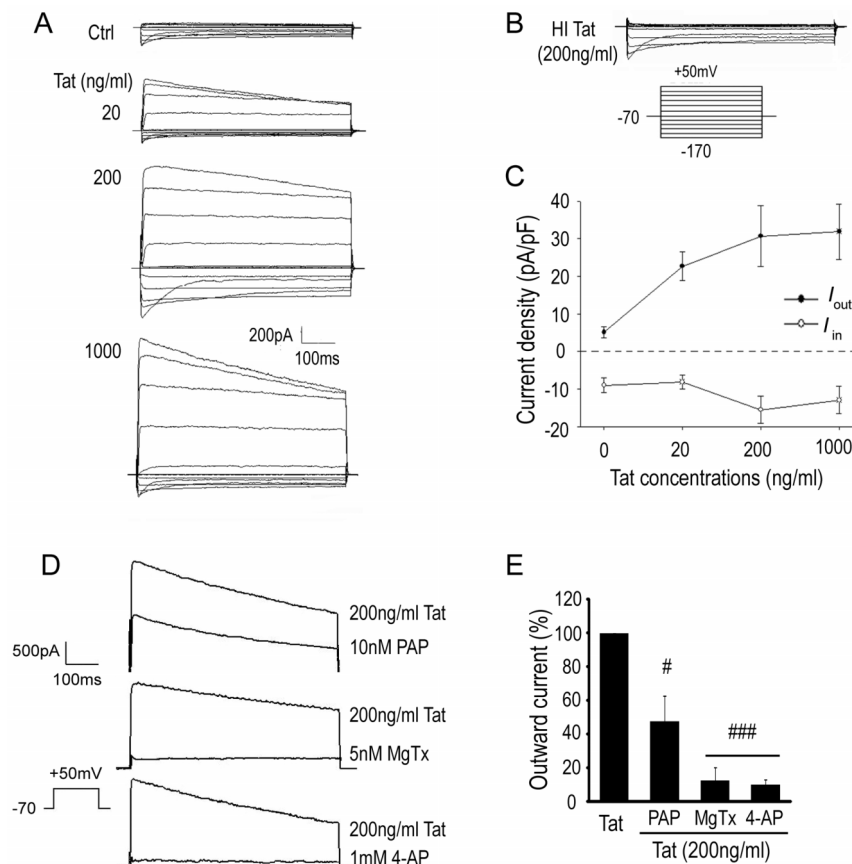 A
Ctrl
Tat (ng/ml)
20
200
200pA
100ms
1000
B
HI Tat
(200ng/ml)
+50mV
-70
-170
C
Current density (pA/pF)
40
30
20
10
0
-10
-20
I out
I in
0 20 200 1000
Tat concentrations (ng/ml)
D
200ng/ml Tat
10nM PAP
500pA
100ms
200ng/ml Tat
5nM MgTx
+50mV
-70
200ng/ml Tat
1mM 4-AP
E
Outward current (%)
120
100
80
60
40
20
0
#
###
Tat PAP MgTx 4-AP
Tat (200ng/ml)